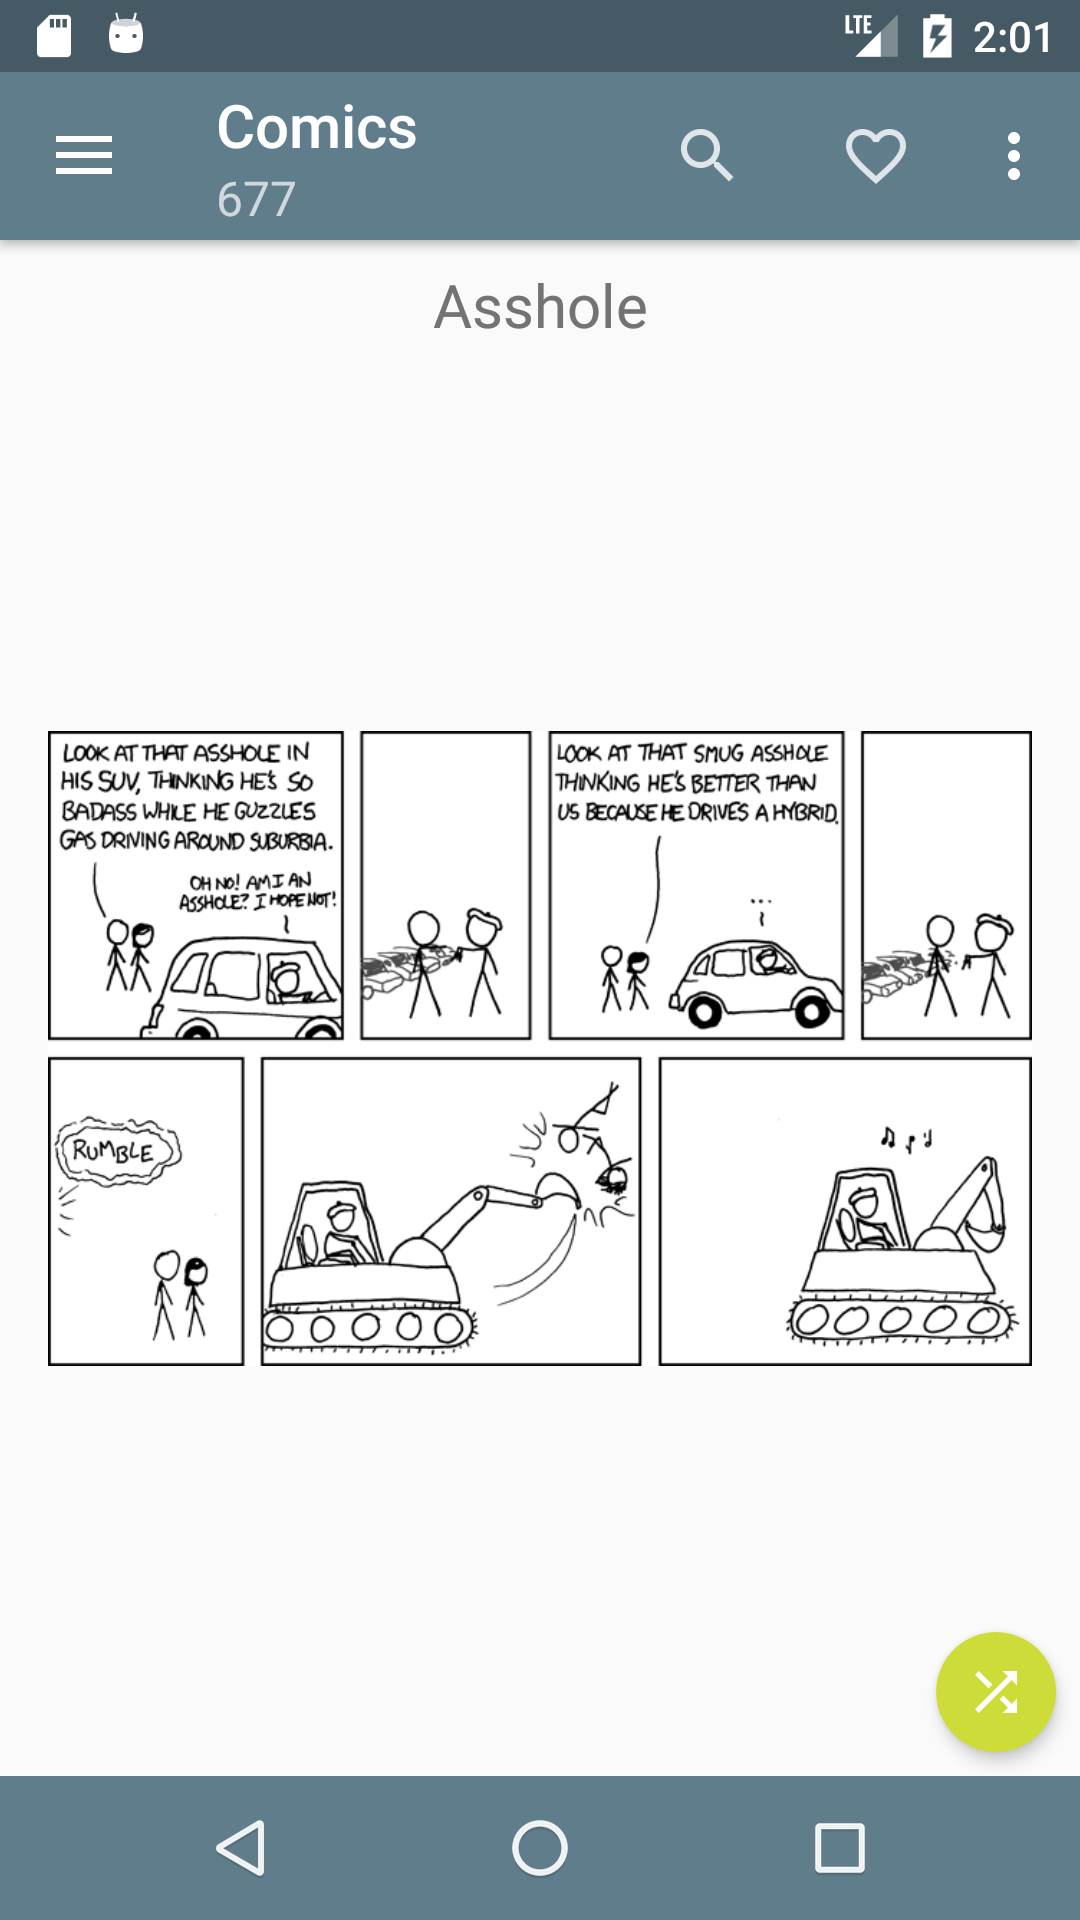 LTE 2:01
Comics
677
Asshole
LOOK AT THAT ASSHOLE IN
HIS SUV, THINKING HE'S SO
BADASS WHILE HE GUZZLES
GAS DRIVING AROUND SUBURBIA.
OH NO! AM I AN
ASSHOLE? I HOPE NOT!
LOOK AT THAT SMUG ASSHOLE
THINKING HE'S BETTER THAN
US BECAUSE HE DRIVES A HYBRID.
...
RUMBLE